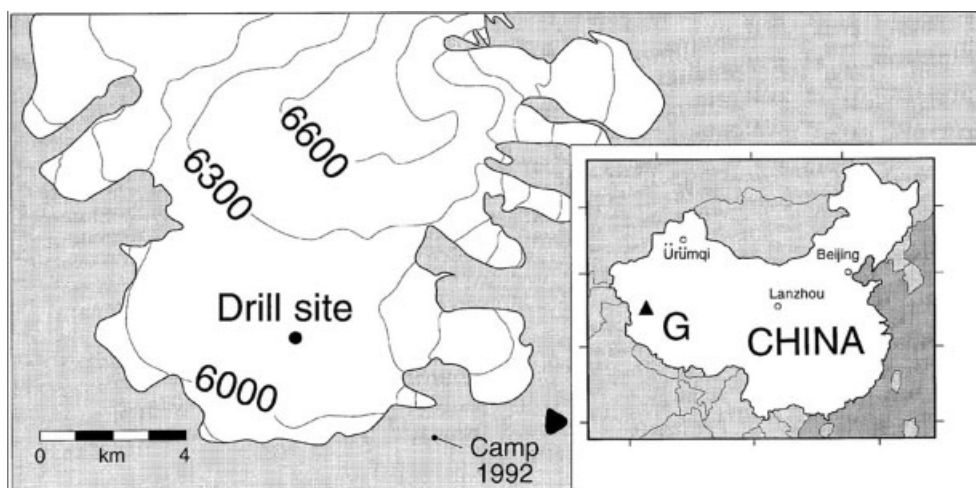 6600
6300
Drill site
6000
0 km 4
Camp
1992
Ürümqi
Beijing
Lanzhou
G
CHINA